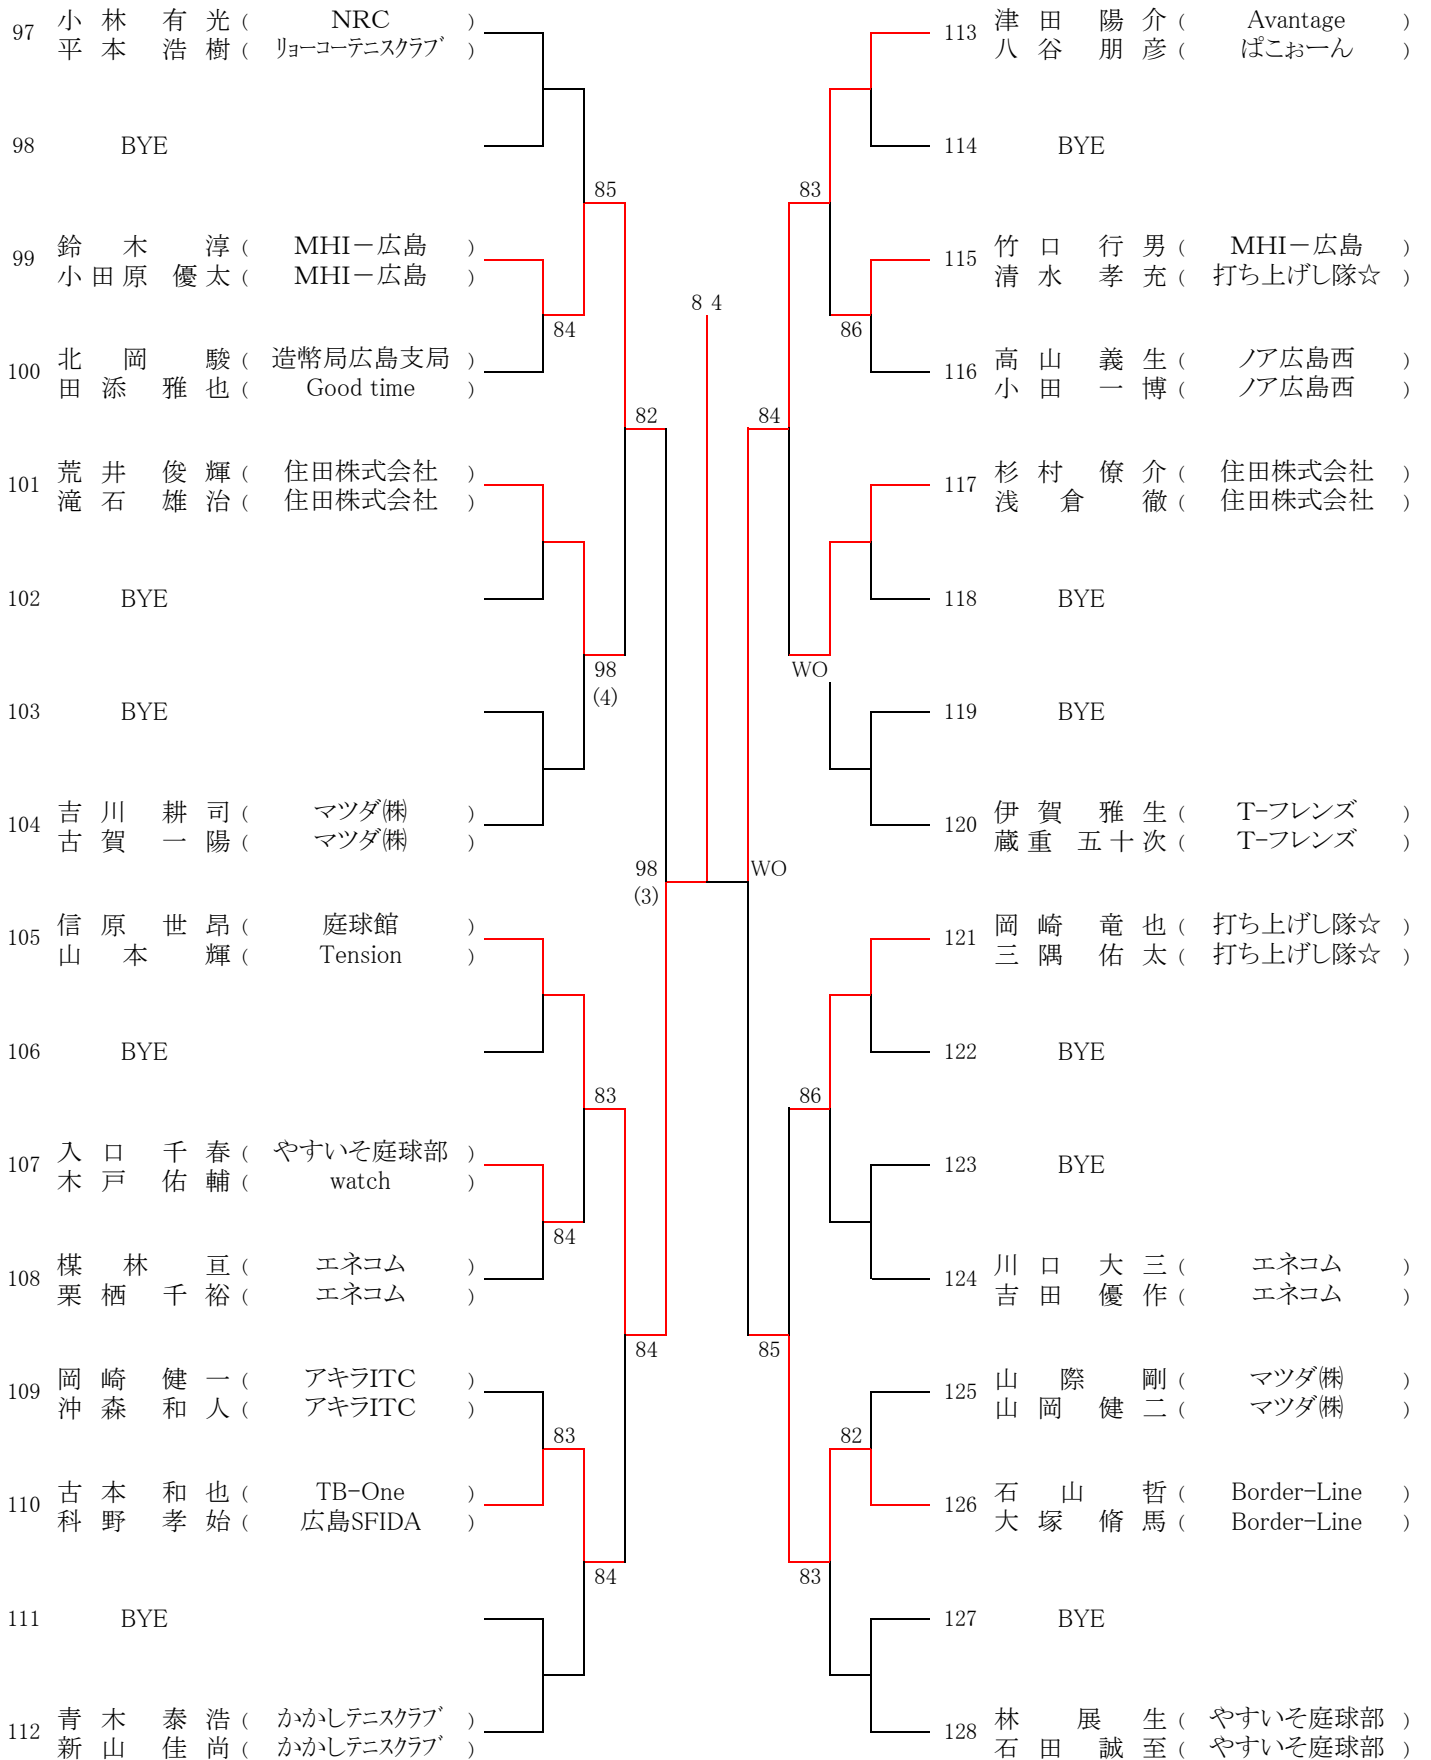 97 小林 有光 ( NRC )
平本 浩樹 ( リョーコーテニスクラブ )
98 BYE
85
99 鈴木 淳 ( MHI－広島 )
小田原 優太 ( MHI－広島 )
84
100 北岡 駿 ( 造幣局広島支局 )
田添 雅也 ( Good time )
82
101 荒井 俊輝 ( 住田株式会社 )
滝石 雄治 ( 住田株式会社 )
102 BYE
98
(4)
103 BYE
104 吉川 耕司 ( マツダ㈱ )
古賀 一陽 ( マツダ㈱ )
98
(3)
105 信原 世昂 ( 庭球館 )
山本 輝 ( Tension )
106 BYE
83
107 入口 千春 ( やすいそ庭球部 )
木戸 佑輔 ( watch )
84
108 楳林 亘 ( エネコム )
栗栖 千裕 ( エネコム )
84
109 岡崎 健一 ( アキラITC )
沖森 和人 ( アキラITC )
83
110 古本 和也 ( TB-One )
科野 孝始 ( 広島SFIDA )
84
111 BYE
112 青木 泰浩 ( かかしテニスクラブ )
新山 佳尚 ( かかしテニスクラブ )
8 4
113 津田 陽介 ( Avantage )
八谷 朋彦 ( ぱこぉーん )
114 BYE
83
115 竹口 行男 ( MHI－広島 )
清水 孝充 ( 打ち上げし隊☆ )
86
116 高山 義生 ( ノア広島西 )
小田 一博 ( ノア広島西 )
84
117 杉村 僚介 ( 住田株式会社 )
浅倉 徹 ( 住田株式会社 )
118 BYE
WO
119 BYE
120 伊賀 雅生 ( T-フレンズ )
蔵重 五十次 ( T-フレンズ )
WO
121 岡崎 竜也 ( 打ち上げし隊☆ )
三隅 佑太 ( 打ち上げし隊☆ )
122 BYE
86
123 BYE
124 川口 大三 ( エネコム )
吉田 優作 ( エネコム )
85
125 山際 剛 ( マツダ㈱ )
山岡 健二 ( マツダ㈱ )
82
126 石山 哲 ( Border-Line )
大塚 脩馬 ( Border-Line )
83
127 BYE
128 林 展生 ( やすいそ庭球部 )
石田 誠至 ( やすいそ庭球部 )